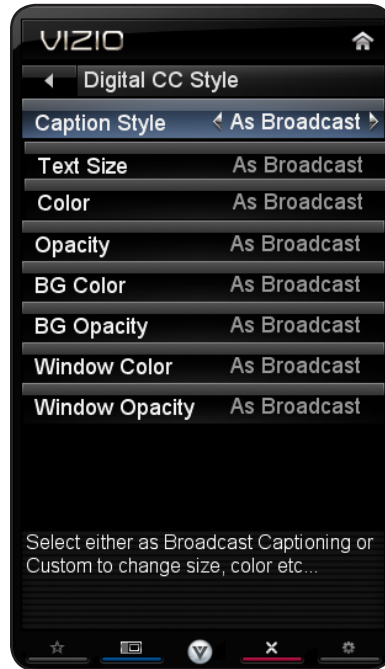 VIZIO
Digital CC Style
Caption Style As Broadcast
Text Size As Broadcast
Color As Broadcast
Opacity As Broadcast
BG Color As Broadcast
BG Opacity As Broadcast
Window Color As Broadcast
Window Opacity As Broadcast
Select either as Broadcast Captioning or
Custom to change size, color etc...
V